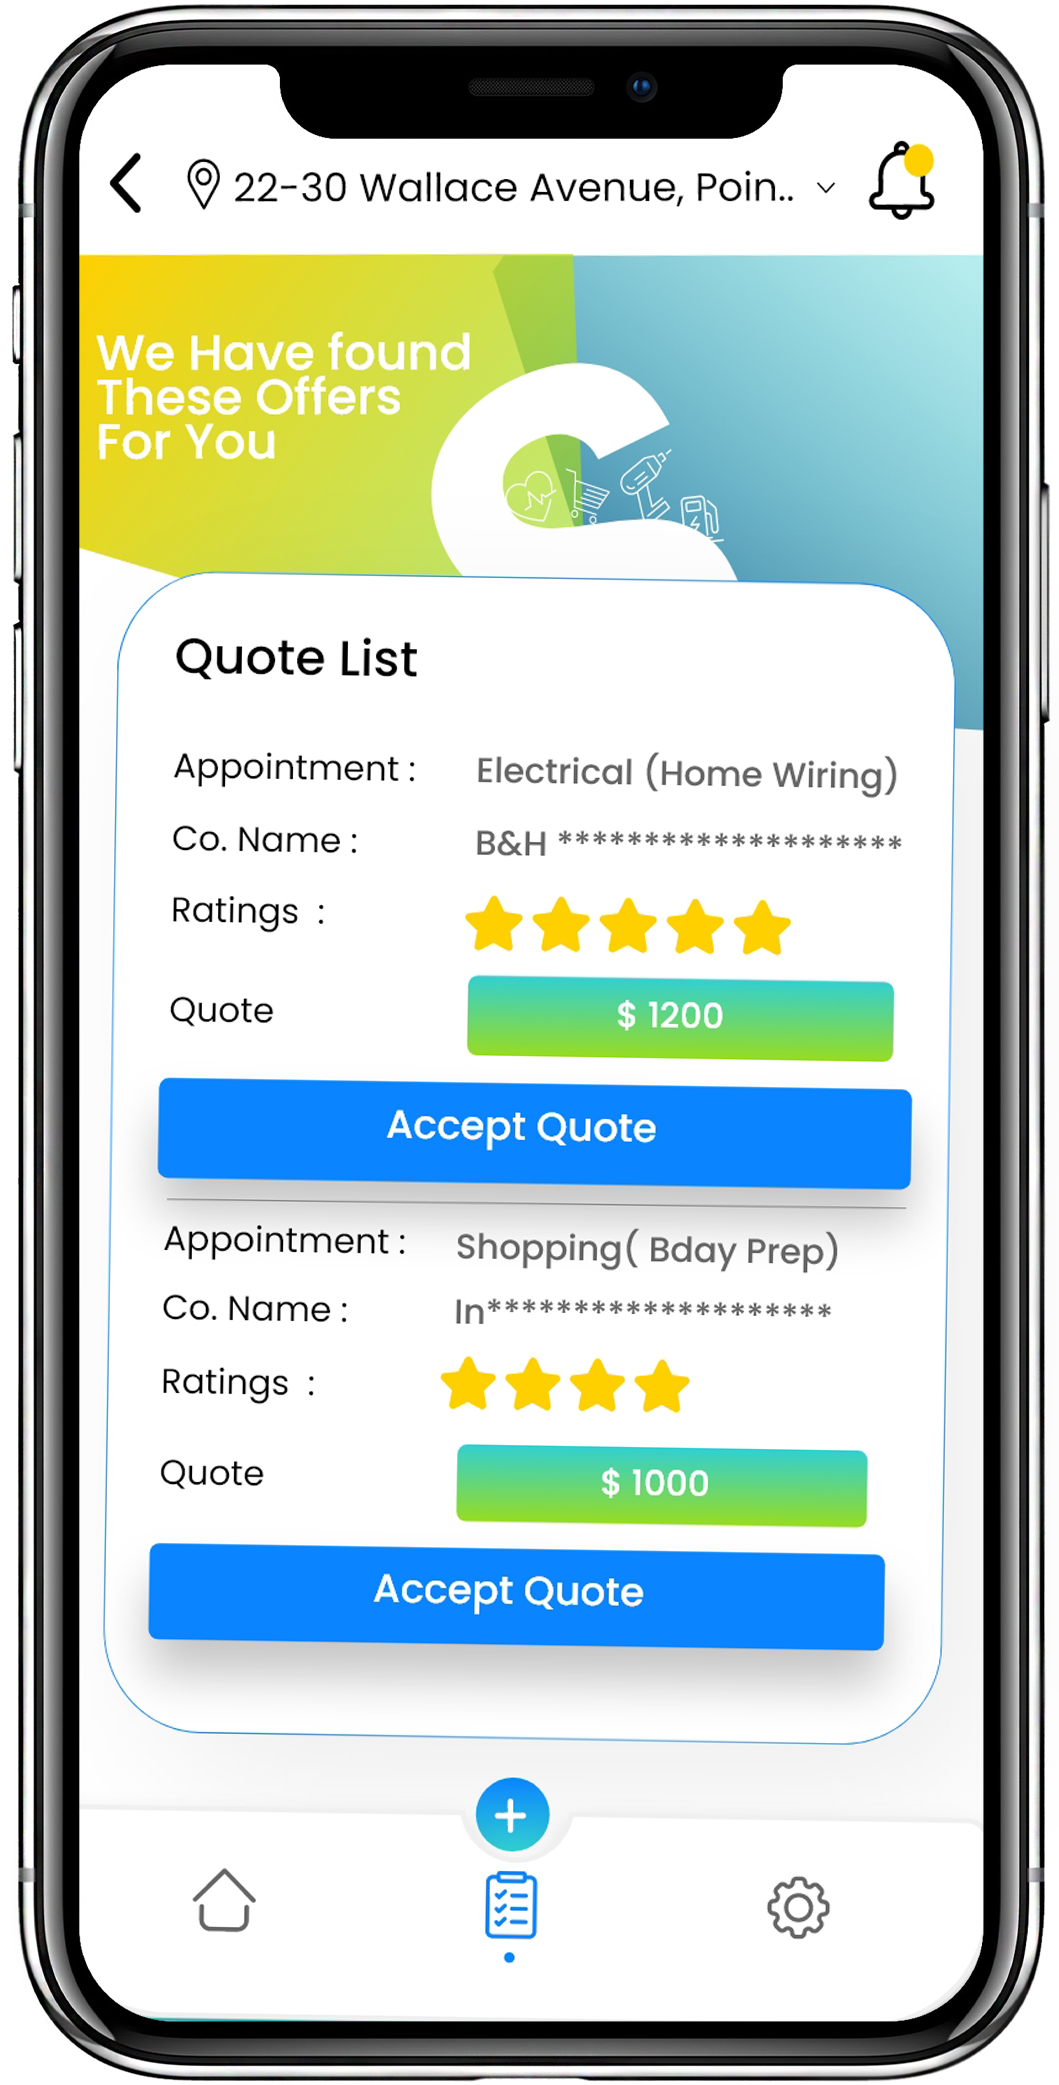 22-30 Wallace Avenue, Poin..
We Have found
These Offers
For You
Quote List
Appointment : Electrical (Home Wiring)
Co. Name : B&H ********************
Ratings :
Quote $ 1200
Accept Quote
Appointment : Shopping( Bday Prep)
Co. Name : In********************
Ratings :
Quote $ 1000
Accept Quote